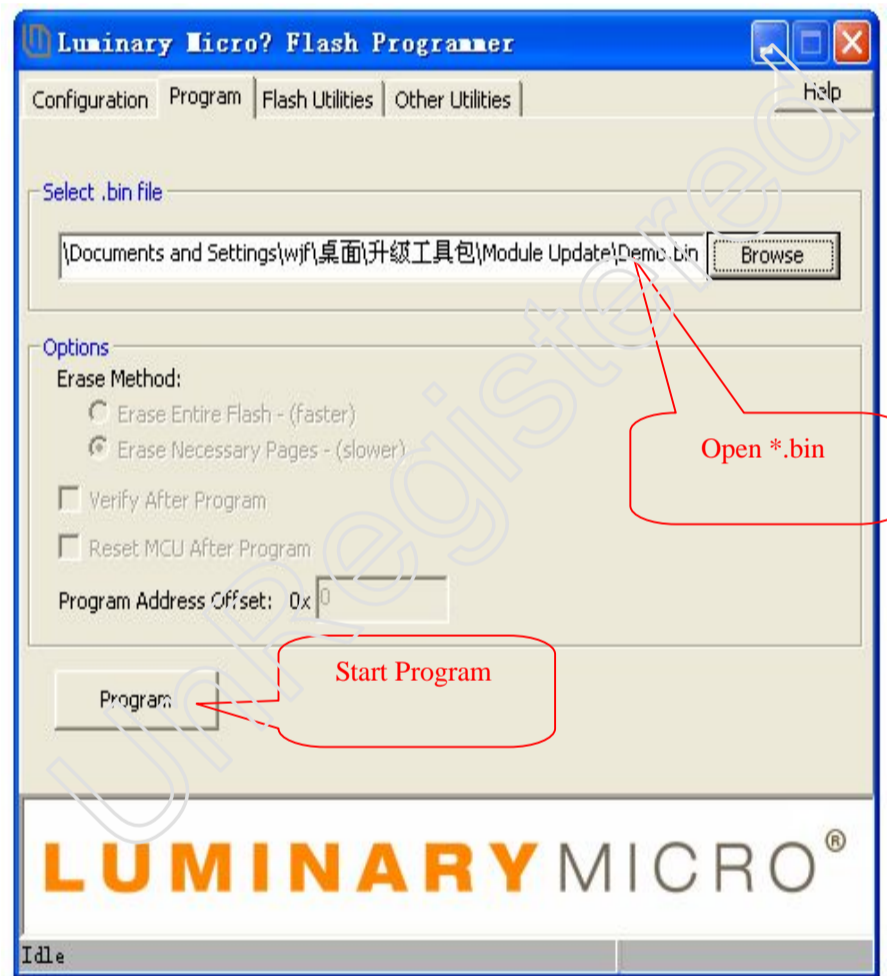 Luminary Micro? Flash Programmer
Configuration Program Flash Utilities Other Utilities Help
Select .bin file
\Documents and Settings\wjf\桌面\升级工具包\Module Update\Demo.bin Browse
Options
Erase Method:
Erase Entire Flash - (faster)
Erase Necessary Pages - (slower)
Open *.bin
Verify After Program
Reset MCU After Program
Program Address Offset: 0x 0
Start Program
Program
UnRegistered
LUMINARY MICRO®
Idle